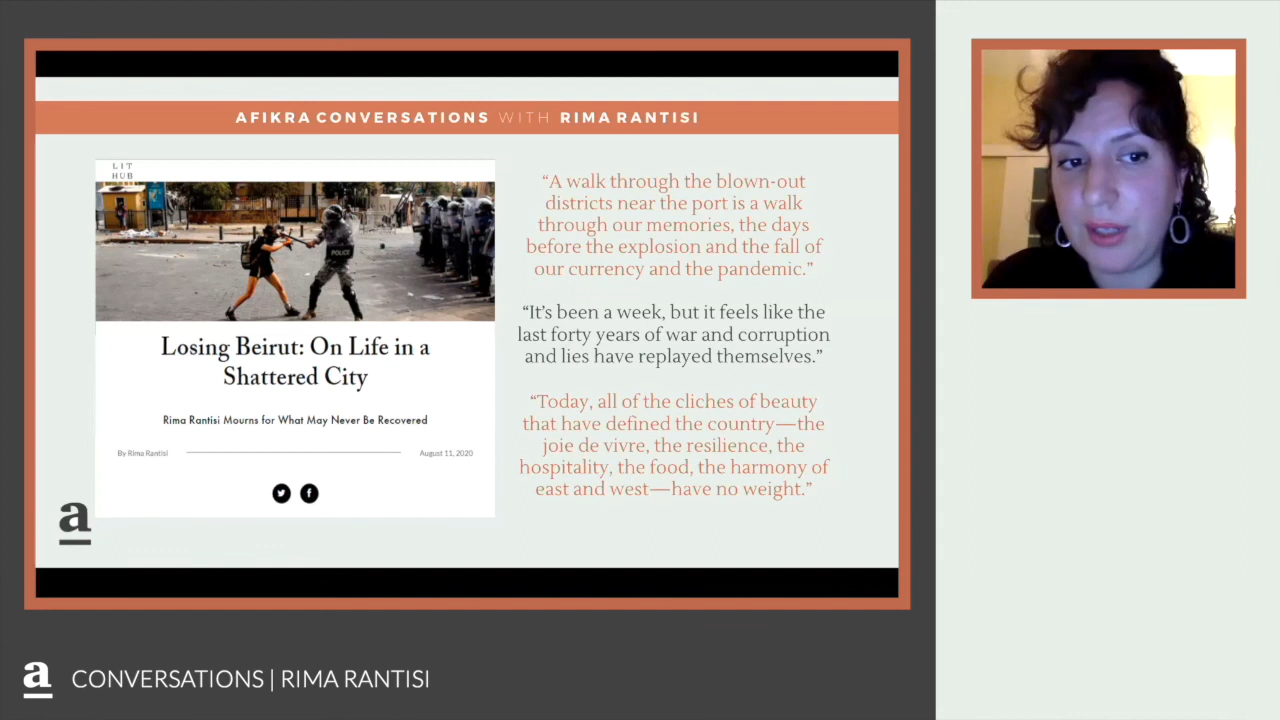 AFIKRA CONVERSATIONS WITH RIMA RANTISI
LIT
HUB
POLICE
Losing Beirut: On Life in a
Shattered City
Rima Rantisi Mourns for What May Never Be Recovered
By Rima Rantisi
August 11, 2020
a
“A walk through the blown-out
districts near the port is a walk
through our memories, the days
before the explosion and the fall of
our currency and the pandemic.”
“It’s been a week, but it feels like the
last forty years of war and corruption
and lies have replayed themselves.”
“Today, all of the cliches of beauty
that have defined the country—the
joie de vivre, the resilience, the
hospitality, the food, the harmony of
east and west—have no weight.”
a CONVERSATIONS | RIMA RANTISI